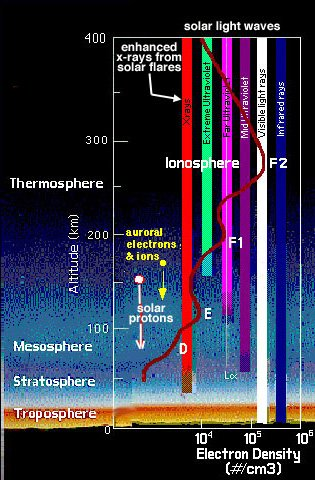 solar light waves
400
enhanced
x-rays from
solar flares
X-rays
Extreme Ultraviolet
Far Ultraviolet
Mid Ultraviolet
Visible light rays
Infrared rays
300
Ionosphere
F2
Thermosphere
Altitude (km)
200
auroral
electrons
& ions
F1
solar
protons
E
100
D
Mesosphere
Stratosphere
Troposphere
0
10⁴ 10⁵ 10⁶
Electron Density
(#/cm3)